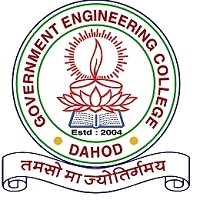 GOVERNMENT ENGINEERING COLLEGE
Estd : 2004
DAHOD
तमसो मा ज्योतिर्गमय